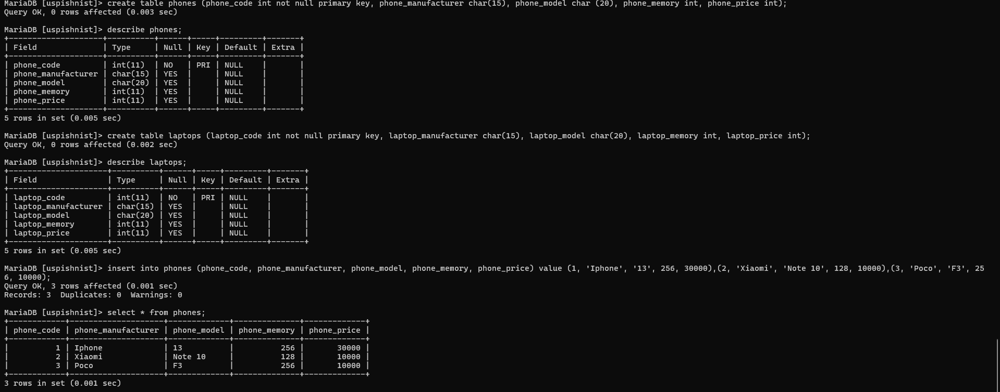 MariaDB [uspishnist]> create table phones (phone_code int not null primary key, phone_manufacturer char(15), phone_model char (20), phone_memory int, phone_price int);
Query OK, 0 rows affected (0.003 sec)

MariaDB [uspishnist]> describe phones;
+--------------------+----------+------+-----+---------+-------+
| Field              | Type     | Null | Key | Default | Extra |
+--------------------+----------+------+-----+---------+-------+
| phone_code         | int(11)  | NO   | PRI | NULL    |       |
| phone_manufacturer | char(15) | YES  |     | NULL    |       |
| phone_model        | char(20) | YES  |     | NULL    |       |
| phone_memory       | int(11)  | YES  |     | NULL    |       |
| phone_price        | int(11)  | YES  |     | NULL    |       |
+--------------------+----------+------+-----+---------+-------+
5 rows in set (0.005 sec)

MariaDB [uspishnist]> create table laptops (laptop_code int not null primary key, laptop_manufacturer char(15), laptop_model char(20), laptop_memory int, laptop_price int);
Query OK, 0 rows affected (0.002 sec)

MariaDB [uspishnist]> describe laptops;
+---------------------+----------+------+-----+---------+-------+
| Field               | Type     | Null | Key | Default | Extra |
+---------------------+----------+------+-----+---------+-------+
| laptop_code         | int(11)  | NO   | PRI | NULL    |       |
| laptop_manufacturer | char(15) | YES  |     | NULL    |       |
| laptop_model        | char(20) | YES  |     | NULL    |       |
| laptop_memory       | int(11)  | YES  |     | NULL    |       |
| laptop_price        | int(11)  | YES  |     | NULL    |       |
+---------------------+----------+------+-----+---------+-------+
5 rows in set (0.005 sec)

MariaDB [uspishnist]> insert into phones (phone_code, phone_manufacturer, phone_model, phone_memory, phone_price) value (1, 'Iphone', '13', 256, 30000),(2, 'Xiaomi', 'Note 10', 128, 10000),(3, 'Poco', 'F3', 25
6, 10000);
Query OK, 3 rows affected (0.001 sec)
Records: 3  Duplicates: 0  Warnings: 0

MariaDB [uspishnist]> select * from phones;
+------------+--------------------+-------------+--------------+-------------+
| phone_code | phone_manufacturer | phone_model | phone_memory | phone_price |
+------------+--------------------+-------------+--------------+-------------+
|          1 | Iphone             | 13          |          256 |       30000 |
|          2 | Xiaomi             | Note 10     |          128 |       10000 |
|          3 | Poco               | F3          |          256 |       10000 |
+------------+--------------------+-------------+--------------+-------------+
3 rows in set (0.001 sec)